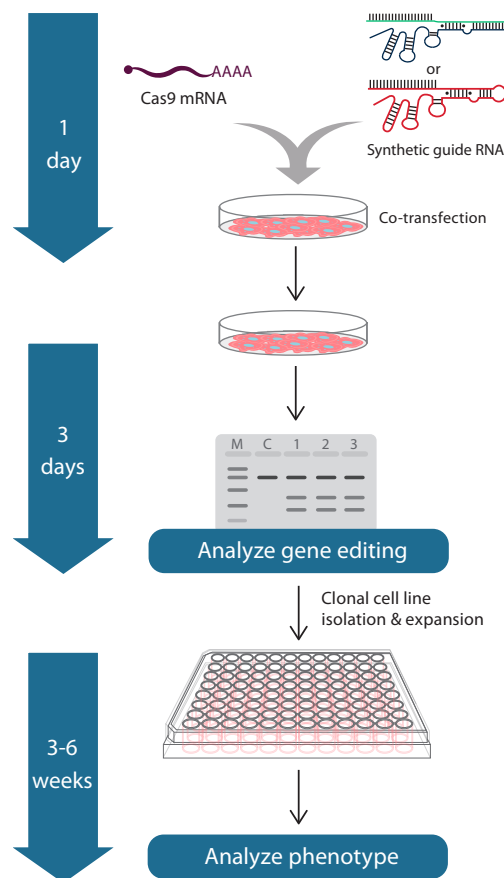 or
AAAA
Cas9 mRNA
Synthetic guide RNA
1
day
Co-transfection
3
days
M C 1 2 3
Analyze gene editing
Clonal cell line
isolation & expansion
3-6
weeks
Analyze phenotype